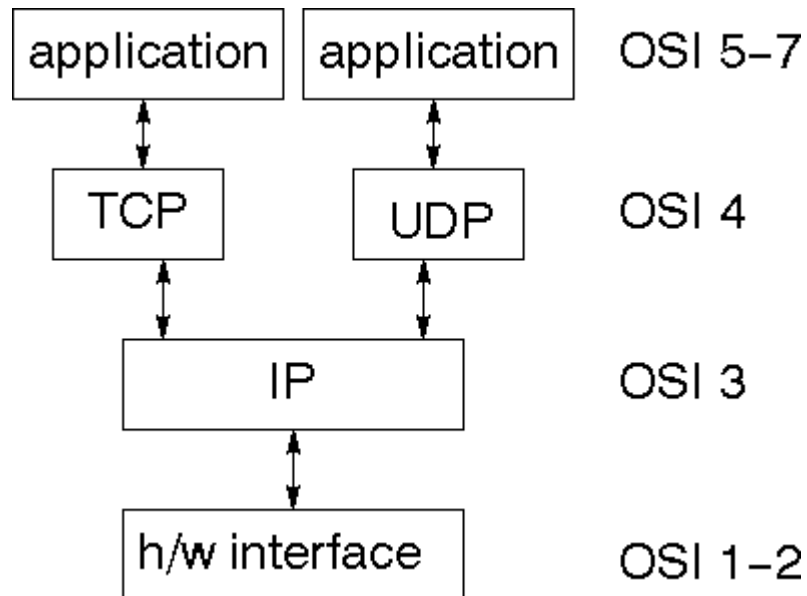 application application OSI 5–7
TCP UDP OSI 4
IP OSI 3
h/w interface OSI 1–2